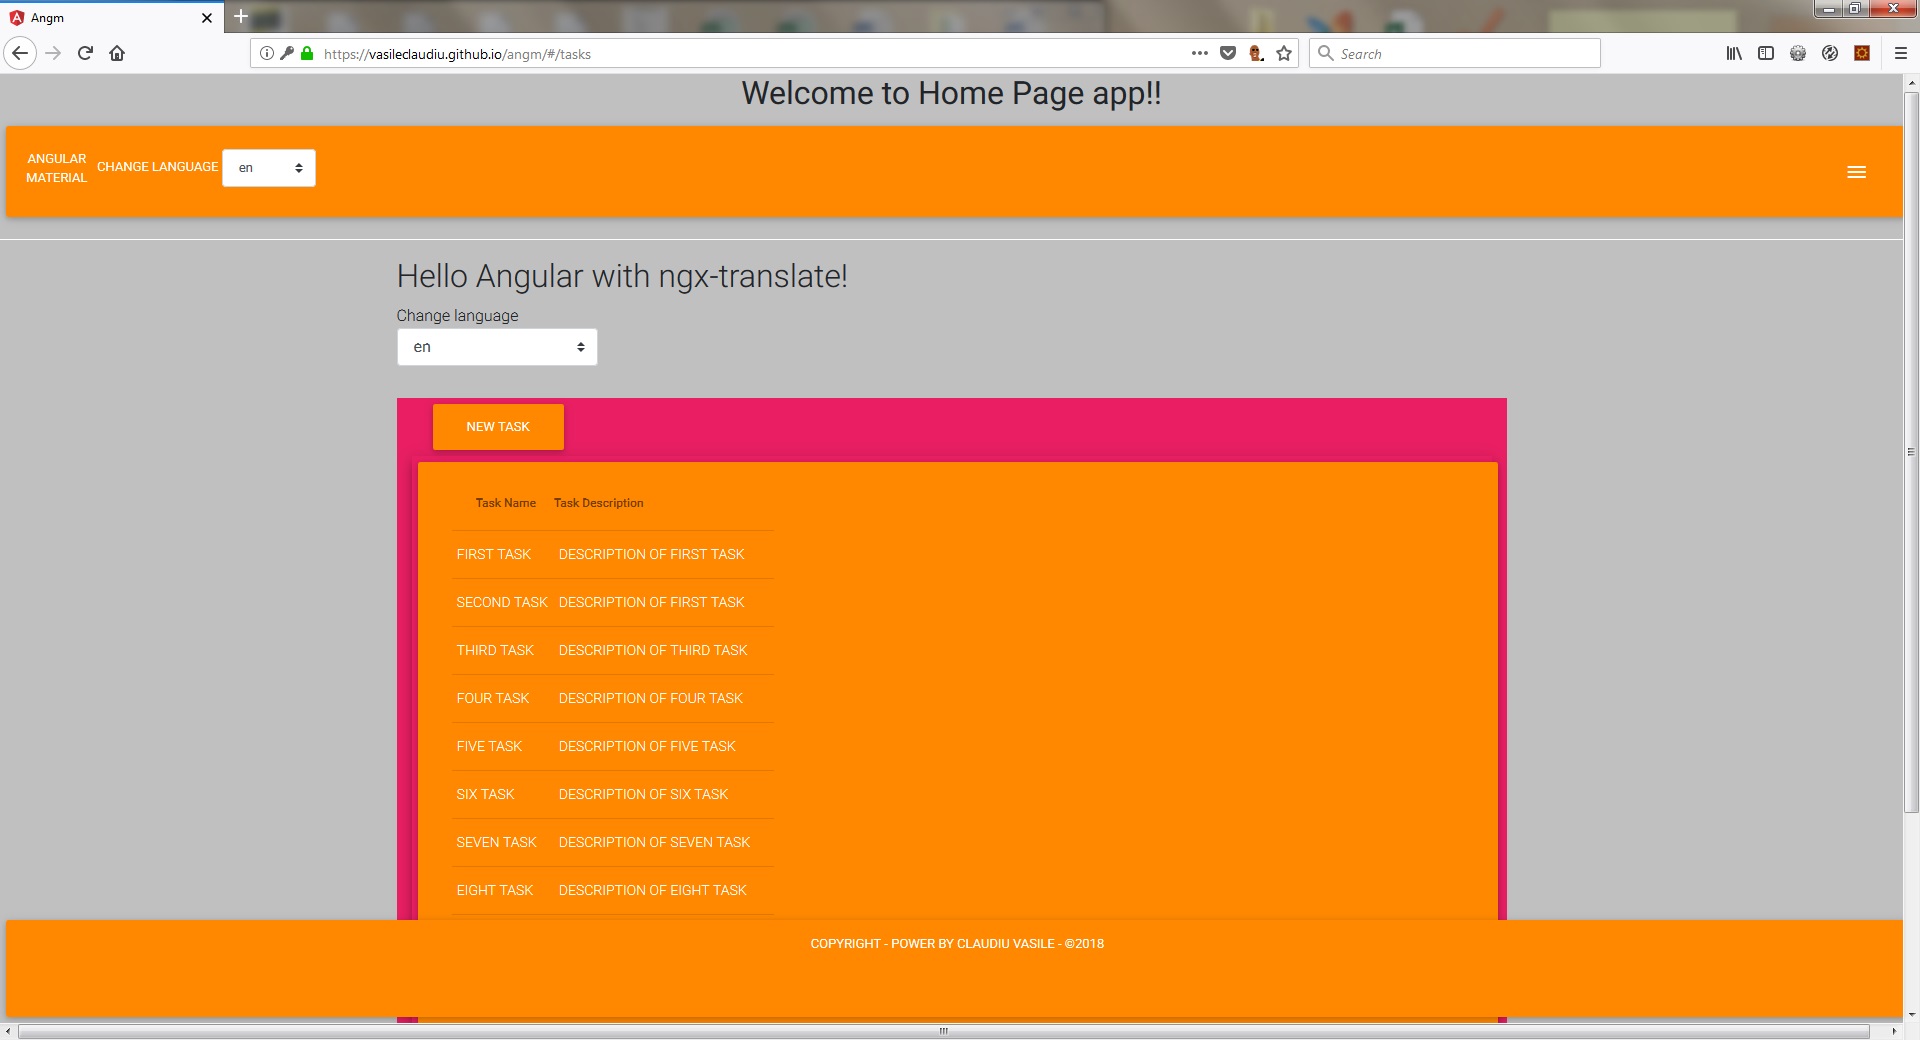 Angm
https://vasileclaudiu.github.io/angm/#/tasks
Search
Welcome to Home Page app!!
ANGULAR
MATERIAL
CHANGE LANGUAGE
en
Hello Angular with ngx-translate!
Change language
en
NEW TASK
Task Name Task Description
FIRST TASK DESCRIPTION OF FIRST TASK
SECOND TASK DESCRIPTION OF FIRST TASK
THIRD TASK DESCRIPTION OF THIRD TASK
FOUR TASK DESCRIPTION OF FOUR TASK
FIVE TASK DESCRIPTION OF FIVE TASK
SIX TASK DESCRIPTION OF SIX TASK
SEVEN TASK DESCRIPTION OF SEVEN TASK
EIGHT TASK DESCRIPTION OF EIGHT TASK
COPYRIGHT - POWER BY CLAUDIU VASILE - ©2018